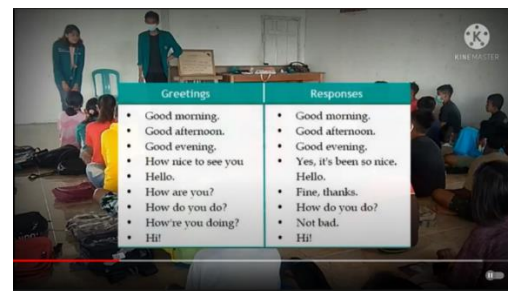 KINEMASTER
Greetings Responses
Good morning. Good morning.
Good afternoon. Good afternoon.
Good evening. Good evening.
How nice to see you Yes, it's been so nice.
Hello. Hello.
How are you? Fine, thanks.
How do you do? How do you do?
How're you doing? Not bad.
Hi! Hi!